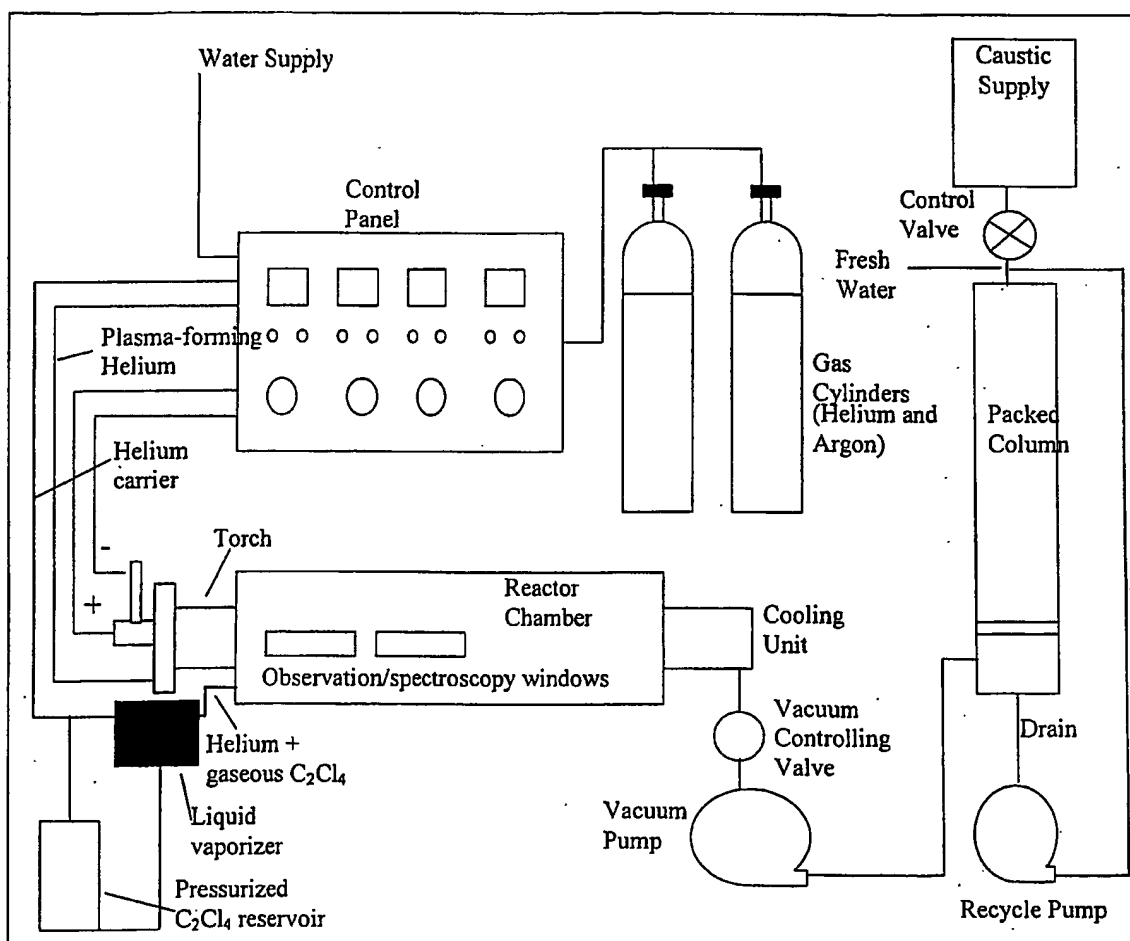 Water Supply
Caustic
Supply
Control
Panel
Control
Valve
Fresh
Water
Plasma-forming
Helium
Gas
Cylinders
(Helium and
Argon)
Packed
Column
Helium
carrier
-
Torch
+
Reactor
Chamber
Cooling
Unit
Observation/spectroscopy windows
Helium +
gaseous C₂Cl₄
Vacuum
Controlling
Valve
Drain
Liquid
vaporizer
Vacuum
Pump
Pressurized
C₂Cl₄ reservoir
Recycle Pump